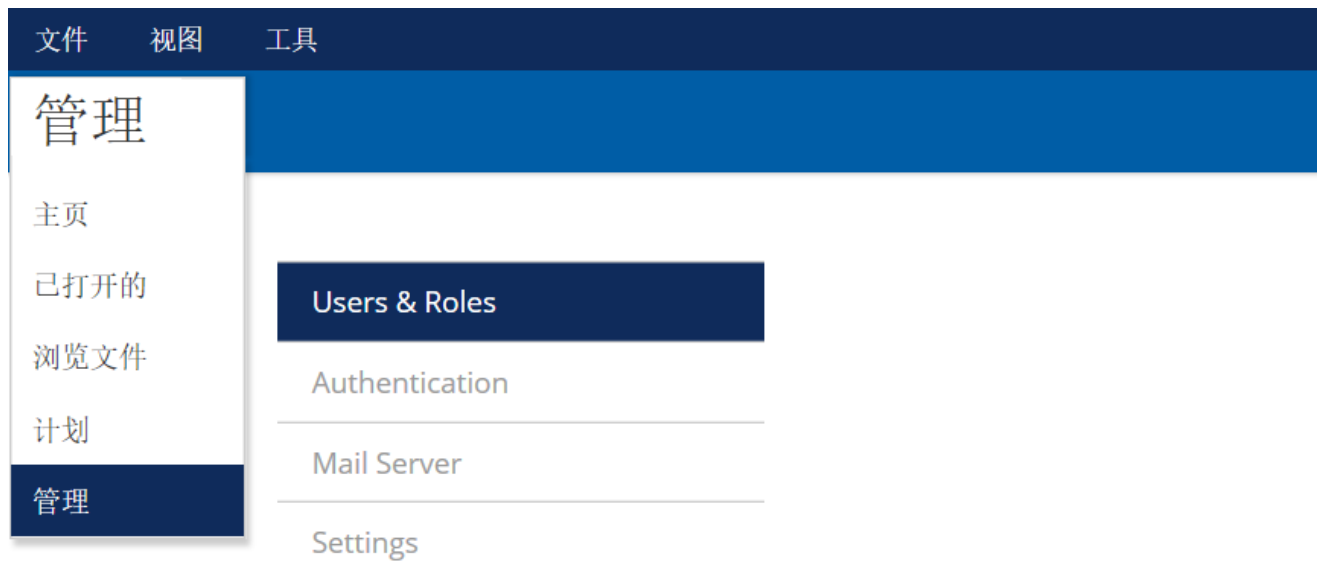 文件 视图 工具
管理
主页
已打开的
浏览文件
计划
管理
Users & Roles
Authentication
Mail Server
Settings